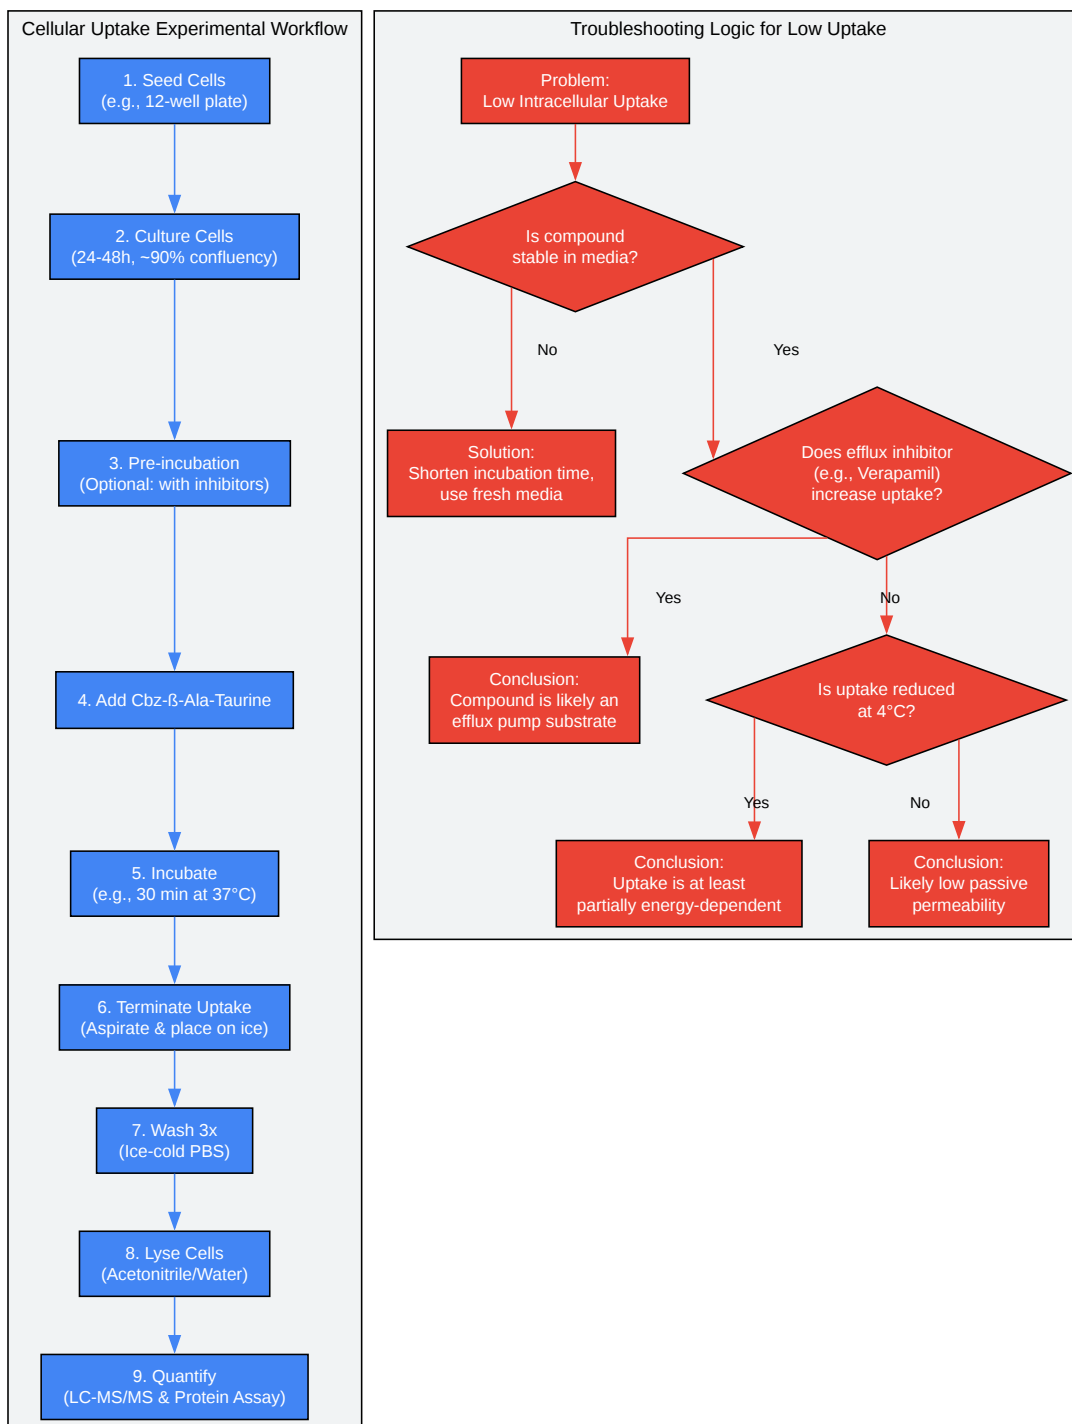 Cellular Uptake Experimental Workflow
1. Seed Cells
(e.g., 12-well plate)
2. Culture Cells
(24-48h, ~90% confluency)
3. Pre-incubation
(Optional: with inhibitors)
4. Add Cbz-ß-Ala-Taurine
5. Incubate
(e.g., 30 min at 37°C)
6. Terminate Uptake
(Aspirate & place on ice)
7. Wash 3x
(Ice-cold PBS)
8. Lyse Cells
(Acetonitrile/Water)
9. Quantify
(LC-MS/MS & Protein Assay)
Troubleshooting Logic for Low Uptake
Problem:
Low Intracellular Uptake
Is compound
stable in media?
No
Yes
Solution:
Shorten incubation time,
use fresh media
Does efflux inhibitor
(e.g., Verapamil)
increase uptake?
Yes
No
Conclusion:
Compound is likely an
efflux pump substrate
Is uptake reduced
at 4°C?
Yes
No
Conclusion:
Uptake is at least
partially energy-dependent
Conclusion:
Likely low passive
permeability